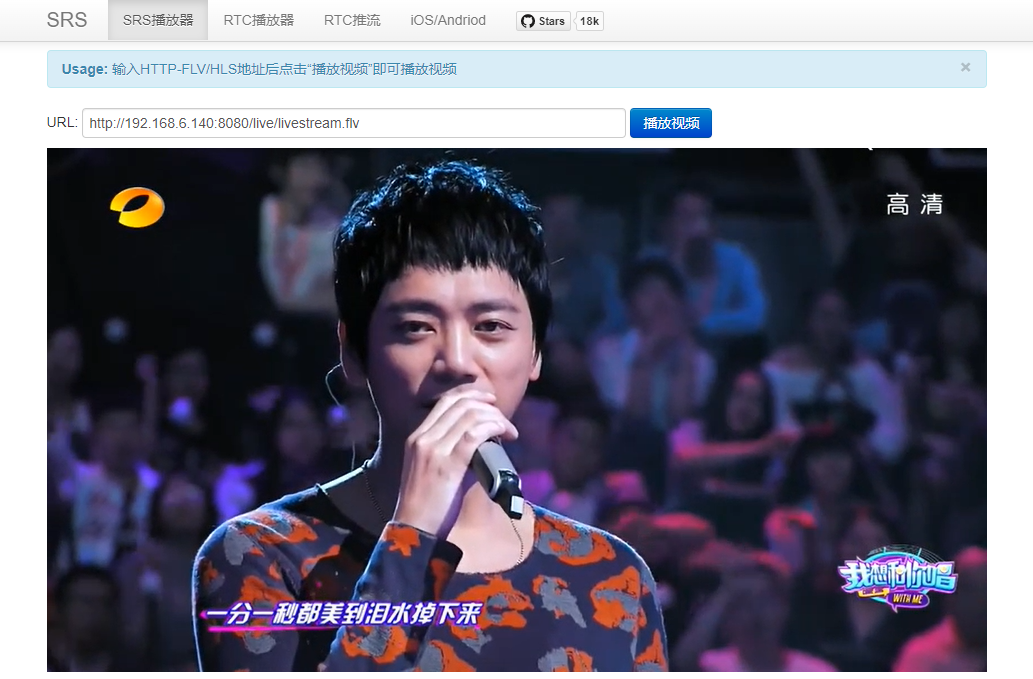 SRS SRS播放器 RTC播放器 RTC推流 iOS/Andriod Stars 18k
Usage: 输入HTTP-FLV/HLS地址后点击“播放视频”即可播放视频 ×
URL: http://192.168.6.140:8080/live/livestream.flv 播放视频
高清
我想和你唱
WITH ME
一分一秒都美到泪水掉下来